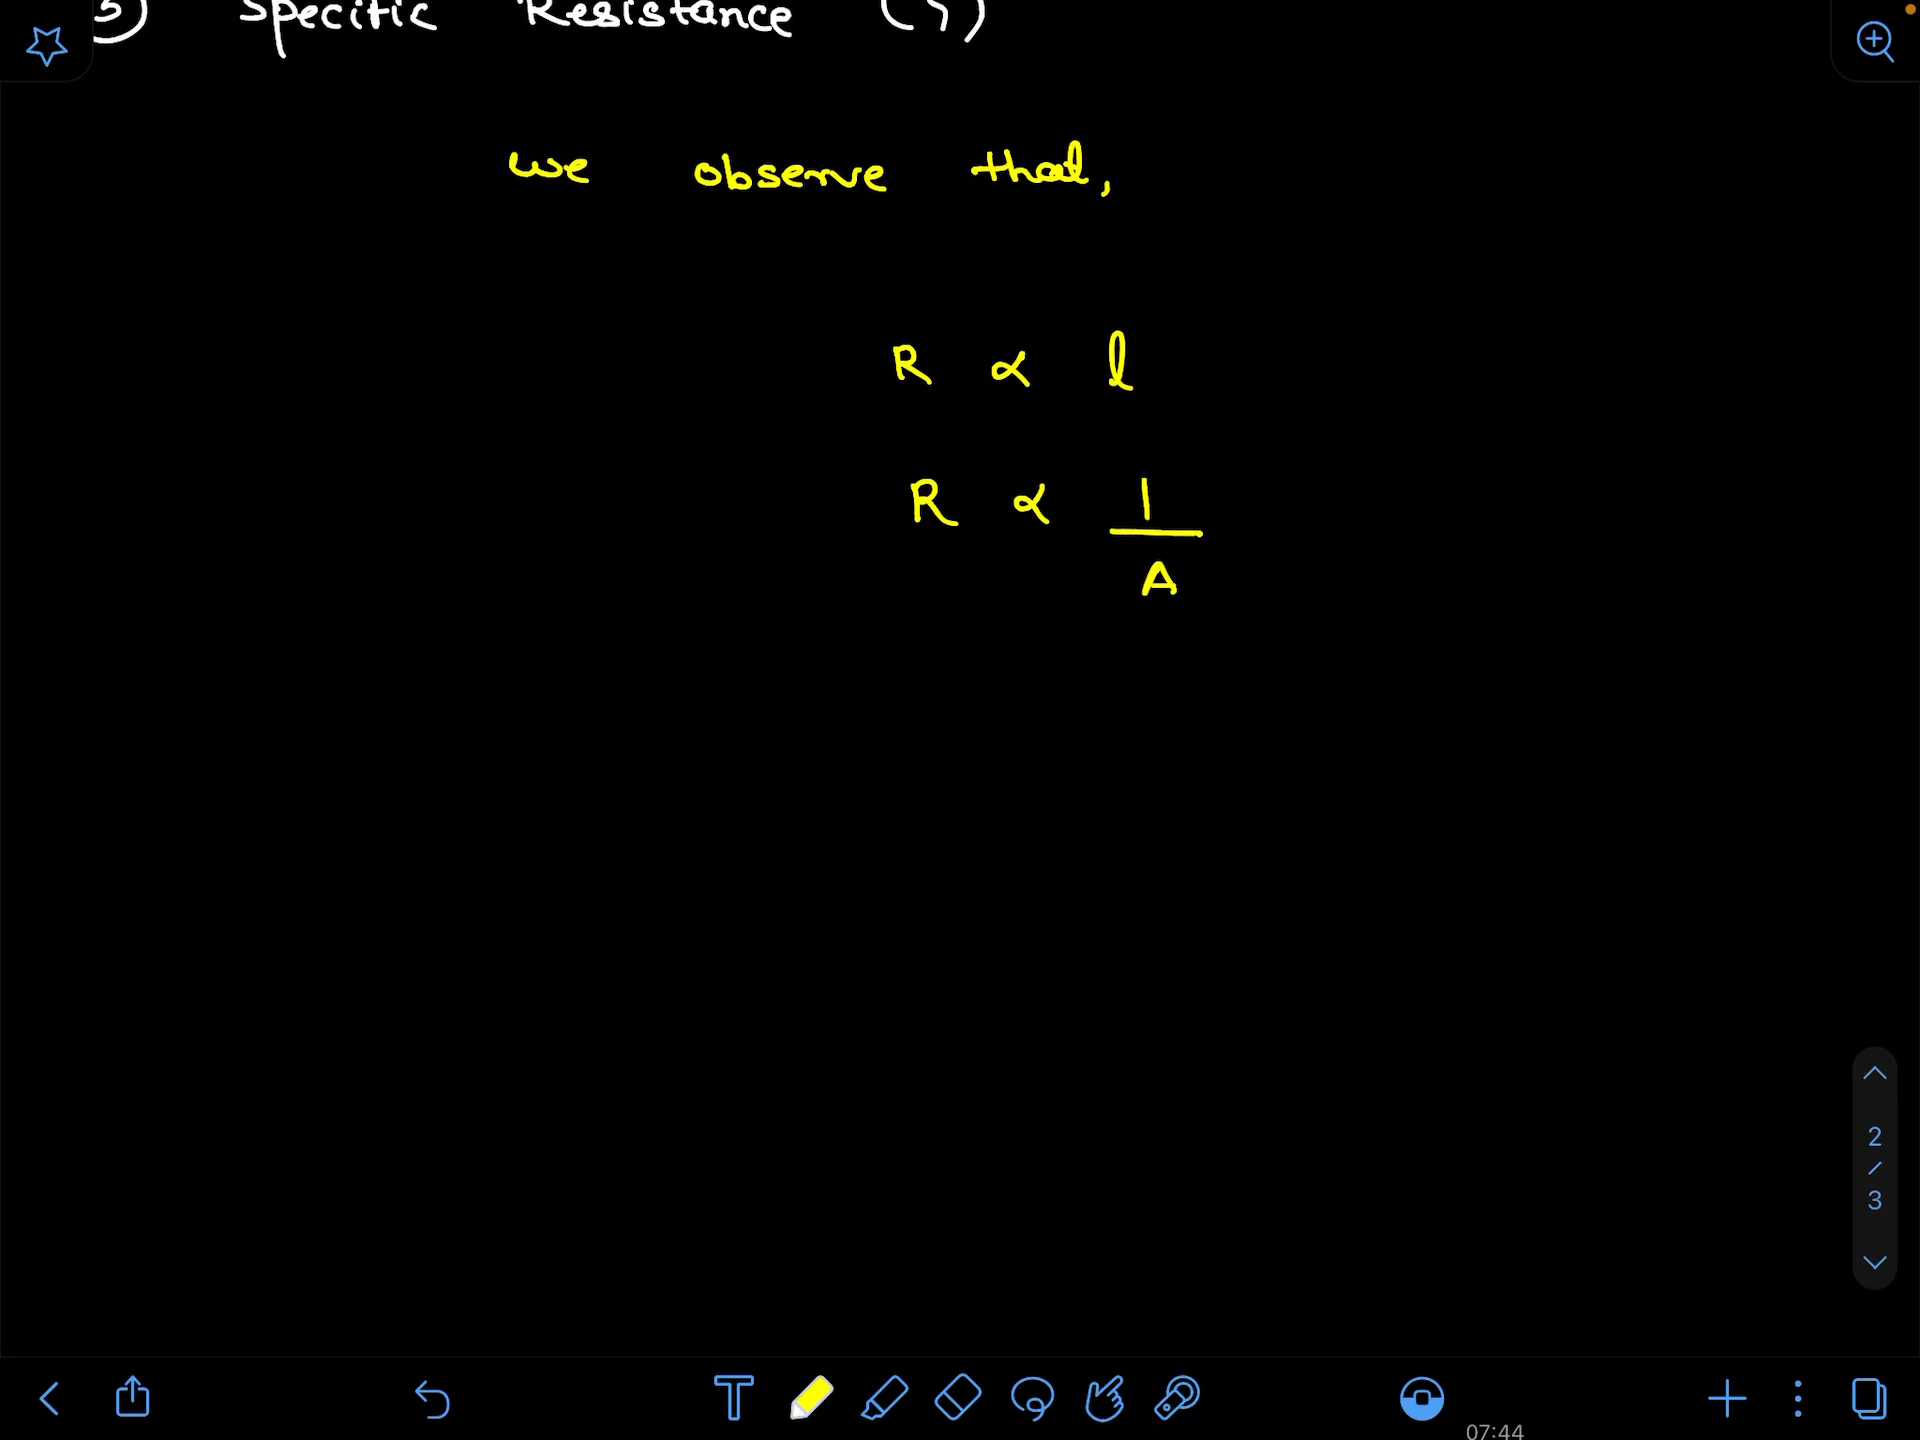 5) Specific Resistance
we observe that,
R ∝ l
R ∝ 1/A
2
/
3
07:44